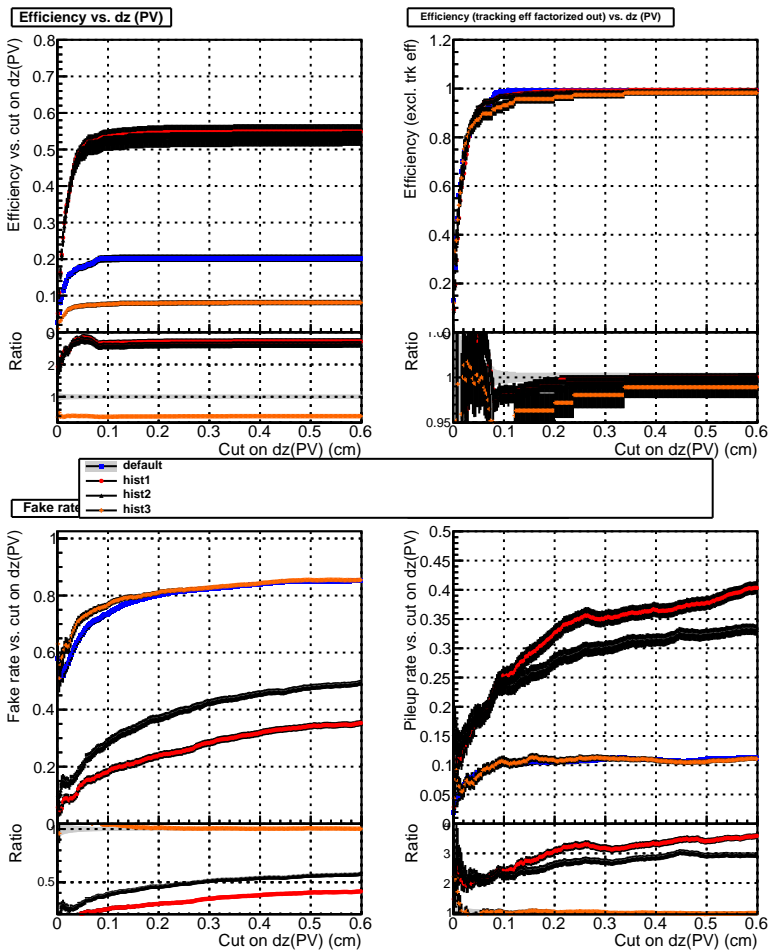 Efficiency vs. dz (PV)
Efficiency (tracking eff factorized out) vs. dz (PV)
Efficiency vs. cut on dz(PV)
0.8
0.7
0.6
0.5
0.4
0.3
0.2
0.1
0
Ratio
2
1
0 0.1 0.2 0.3 0.4 0.5 0.6
Cut on dz(PV) (cm)
Efficiency (excl. trk eff)
1.2
1
0.8
0.6
0.4
0.2
0
Ratio
1
0.95
0 0.1 0.2 0.3 0.4 0.5 0.6
Cut on dz(PV) (cm)
default
hist1
hist2
hist3
Fake rate
Fake rate vs. cut on dz(PV)
1
0.8
0.6
0.4
0.2
0
Ratio
1
0.5
0 0.1 0.2 0.3 0.4 0.5 0.6
Cut on dz(PV) (cm)
Pileup rate vs. cut on dz(PV)
0.5
0.45
0.4
0.35
0.3
0.25
0.2
0.15
0.1
0.05
0
Ratio
3
2
1
0 0.1 0.2 0.3 0.4 0.5 0.6
Cut on dz(PV) (cm)